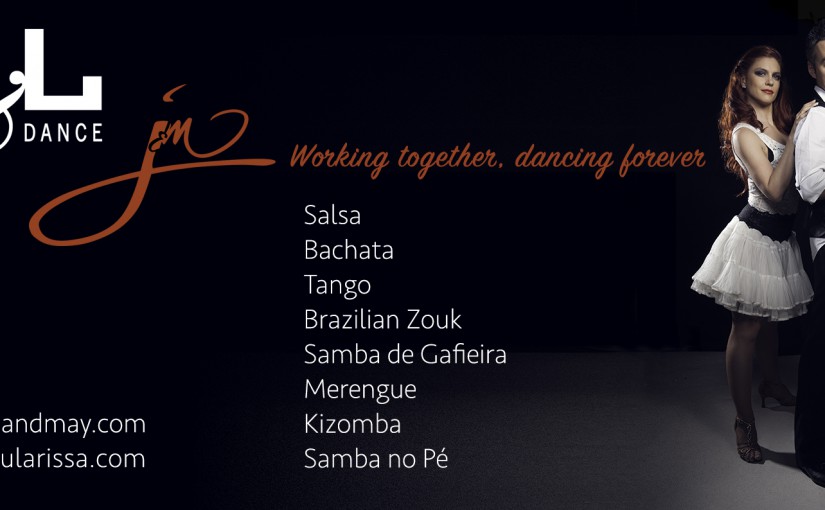 L
DANCE
j&m
Working together, dancing forever
Salsa
Bachata
Tango
Brazilian Zouk
Samba de Gafieira
Merengue
Kizomba
Samba no Pé
andmay.com
ularissa.com